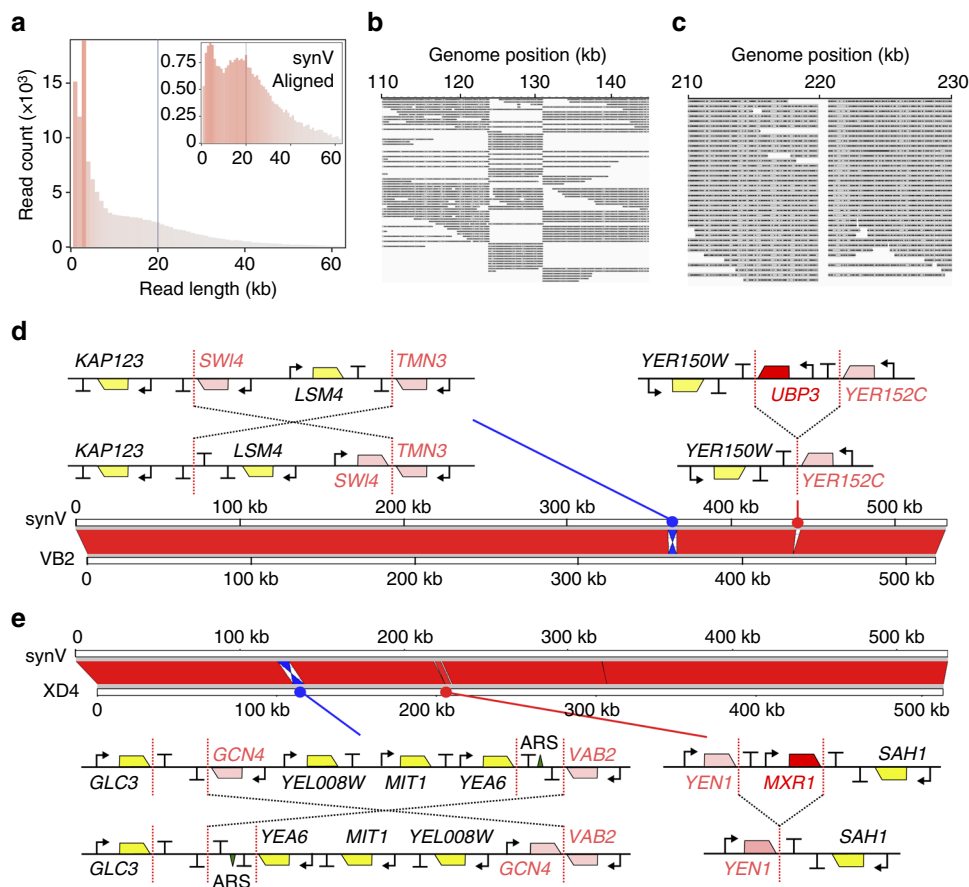 a
Read count (×10³)
15
10
5
0
0 20 40 60
Read length (kb)
synV
Aligned
0.75
0.5
0.25
0
0 20 40 60
b
Genome position (kb)
110 120 130 140
c
Genome position (kb)
210 220 230
d
KAP123 SWI4 LSM4 TMN3
KAP123 LSM4 SWI4 TMN3
YER150W UBP3 YER152C
YER150W YER152C
0 100 kb 200 kb 300 kb 400 kb 500 kb
synV
VB2
0 100 kb 200 kb 300 kb 400 kb 500 kb
e
0 100 kb 200 kb 300 kb 400 kb 500 kb
synV
XD4
0 100 kb 200 kb 300 kb 400 kb 500 kb
GLC3 GCN4 YEL008W MIT1 YEA6 ARS VAB2
GLC3 ARS YEA6 MIT1 YEL008W GCN4 VAB2
YEN1 MXR1 SAH1
YEN1 SAH1